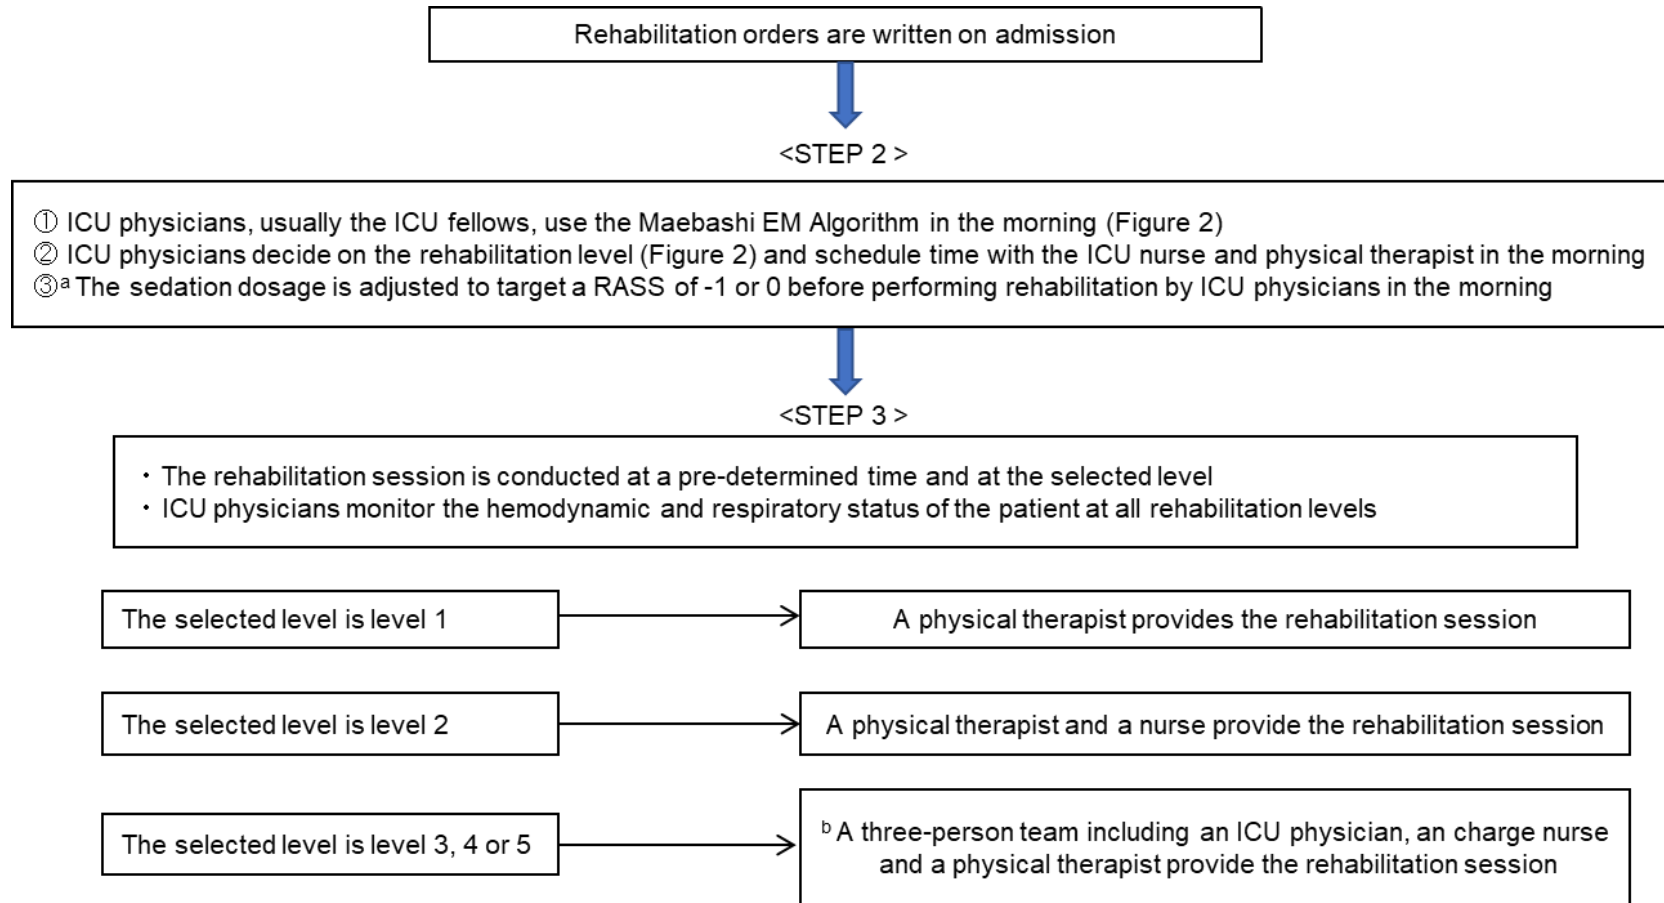 Rehabilitation orders are written on admission
<STEP 2 >
① ICU physicians, usually the ICU fellows, use the Maebashi EM Algorithm in the morning (Figure 2)
② ICU physicians decide on the rehabilitation level (Figure 2) and schedule time with the ICU nurse and physical therapist in the morning
③ᵃ The sedation dosage is adjusted to target a RASS of -1 or 0 before performing rehabilitation by ICU physicians in the morning
<STEP 3 >
・ The rehabilitation session is conducted at a pre-determined time and at the selected level
・ ICU physicians monitor the hemodynamic and respiratory status of the patient at all rehabilitation levels
The selected level is level 1
A physical therapist provides the rehabilitation session
The selected level is level 2
A physical therapist and a nurse provide the rehabilitation session
The selected level is level 3, 4 or 5
ᵇ A three-person team including an ICU physician, an charge nurse
and a physical therapist provide the rehabilitation session